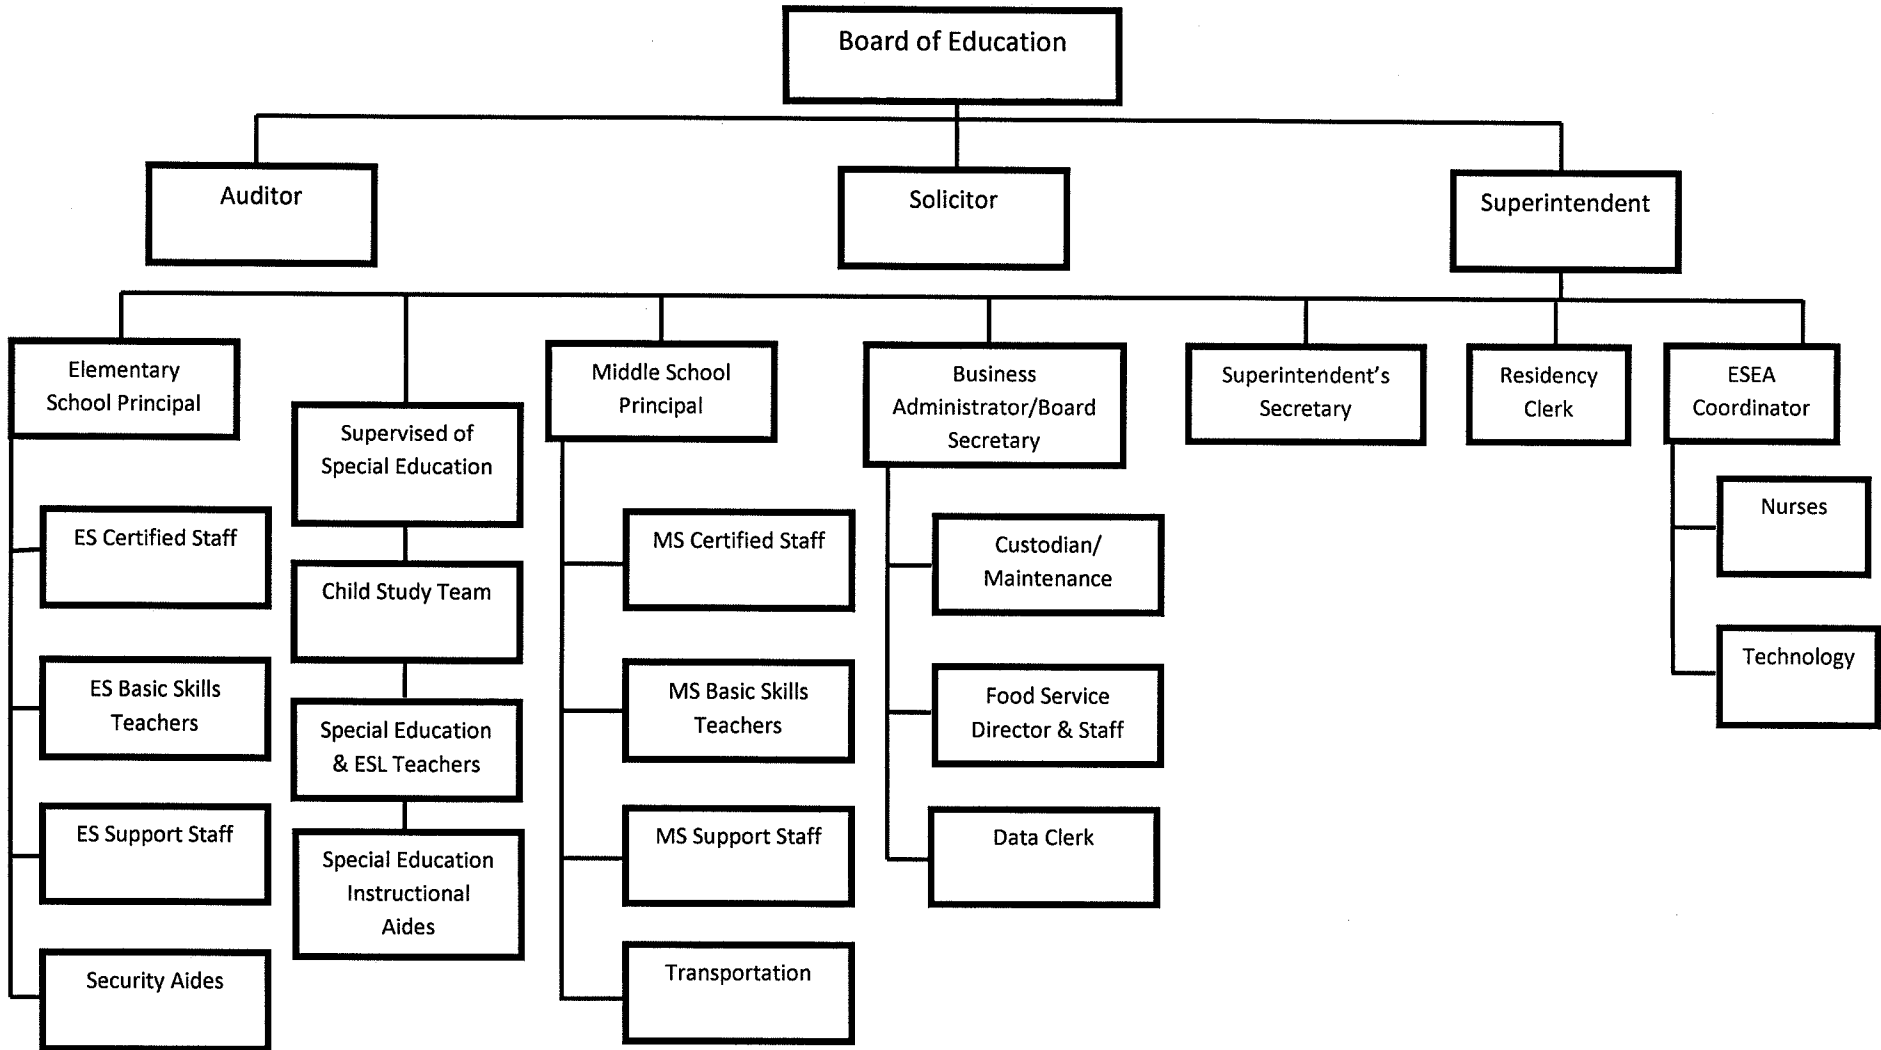 Board of Education
Auditor
Solicitor
Superintendent
Elementary
School Principal
Supervised of
Special Education
Middle School
Principal
Business
Administrator/Board
Secretary
Superintendent’s
Secretary
Residency
Clerk
ESEA
Coordinator
ES Certified Staff
ES Basic Skills
Teachers
ES Support Staff
Security Aides
Child Study Team
Special Education
& ESL Teachers
Special Education
Instructional
Aides
MS Certified Staff
MS Basic Skills
Teachers
MS Support Staff
Transportation
Custodian/
Maintenance
Food Service
Director & Staff
Data Clerk
Nurses
Technology